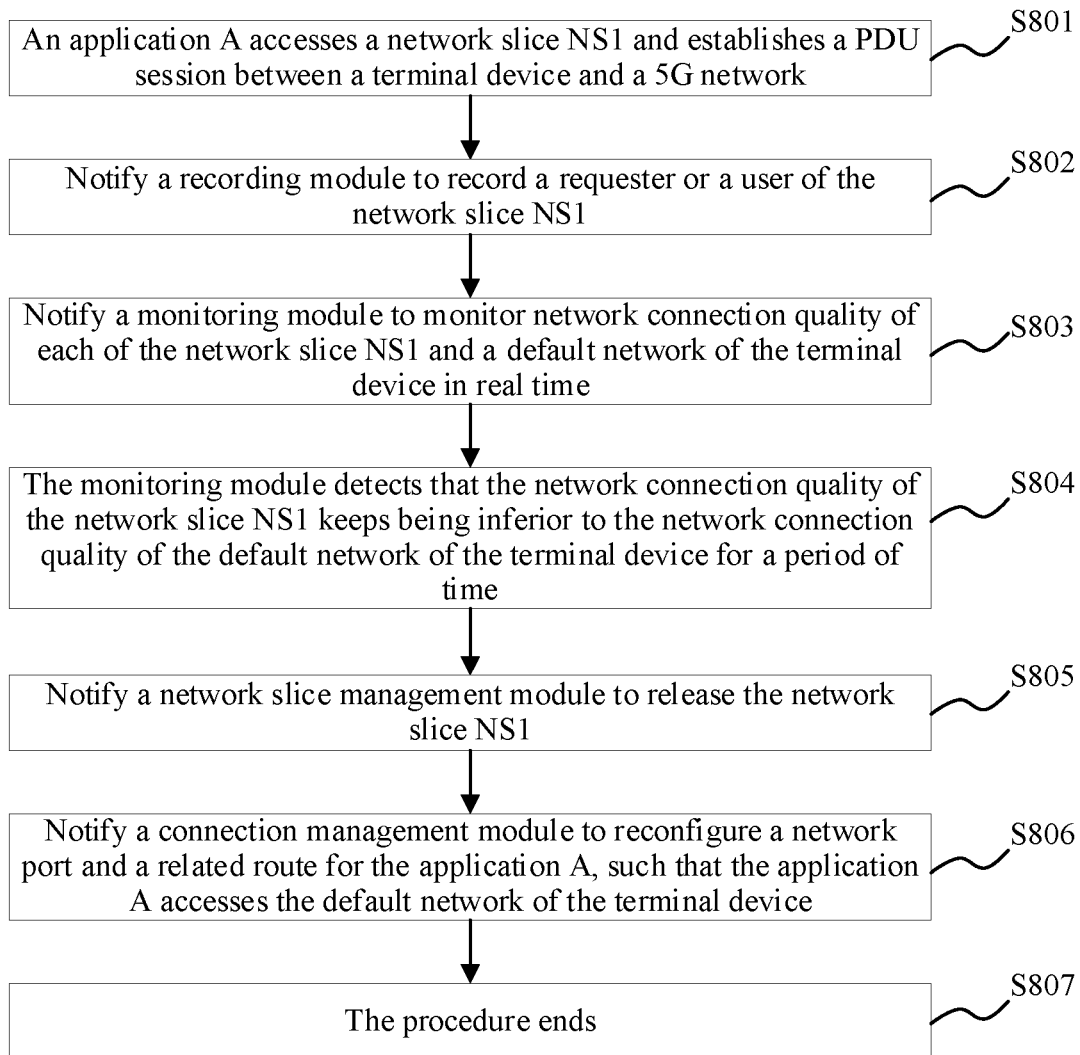 S801
An application A accesses a network slice NS1 and establishes a PDU
session between a terminal device and a 5G network
S802
Notify a recording module to record a requester or a user of the
network slice NS1
S803
Notify a monitoring module to monitor network connection quality of
each of the network slice NS1 and a default network of the terminal
device in real time
S804
The monitoring module detects that the network connection quality of
the network slice NS1 keeps being inferior to the network connection
quality of the default network of the terminal device for a period of
time
S805
Notify a network slice management module to release the network
slice NS1
S806
Notify a connection management module to reconfigure a network
port and a related route for the application A, such that the application
A accesses the default network of the terminal device
S807
The procedure ends